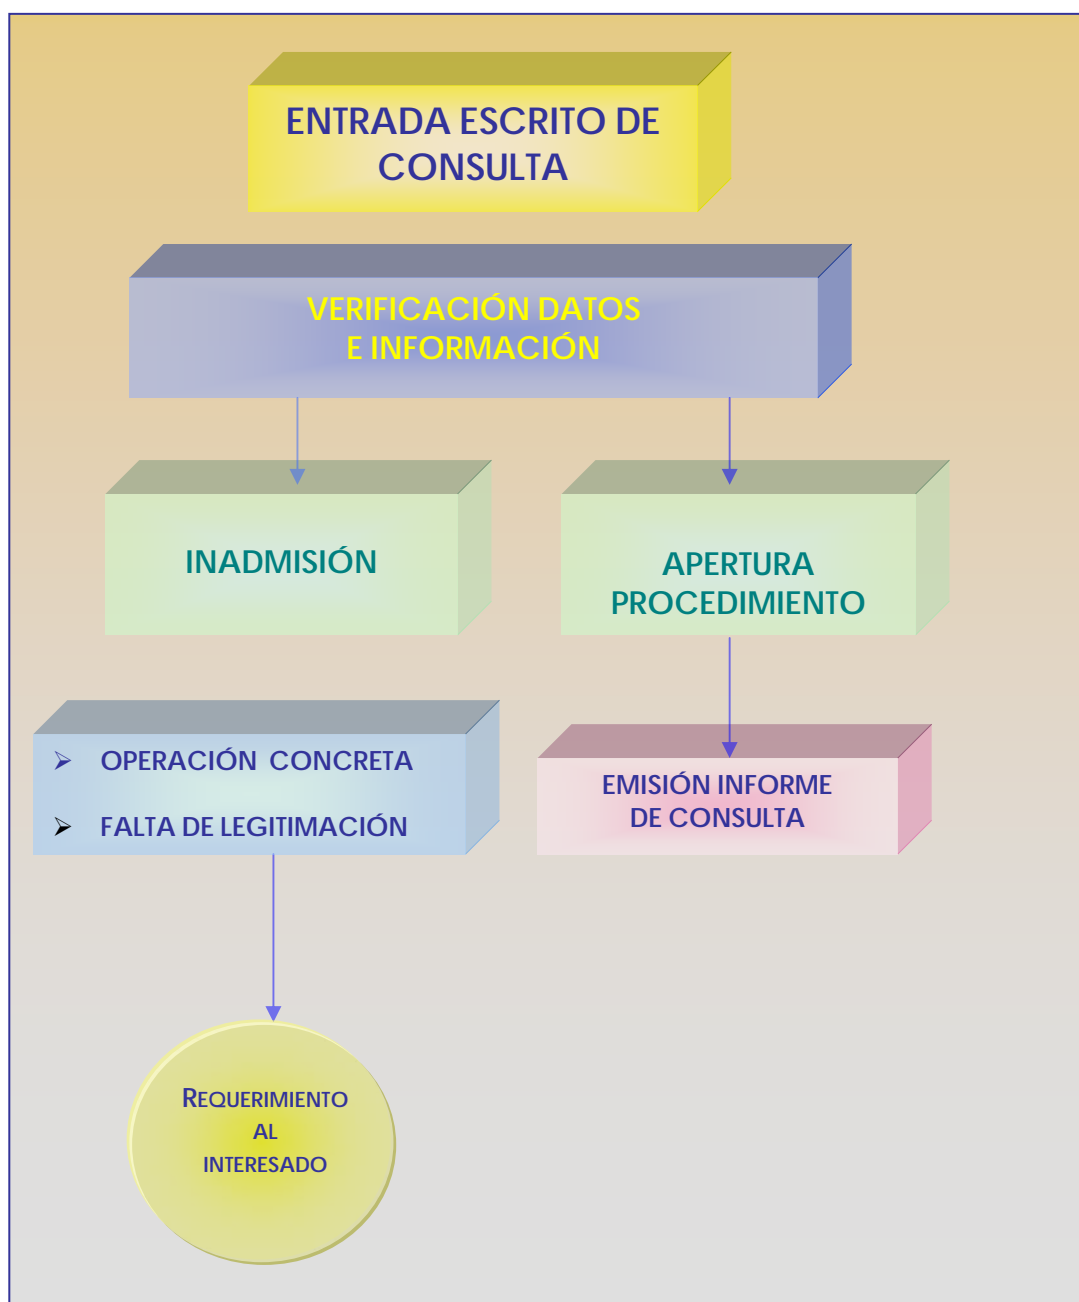 ENTRADA ESCRITO DE
CONSULTA
VERIFICACIÓN DATOS
E INFORMACIÓN
INADMISIÓN
APERTURA
PROCEDIMIENTO
➢ OPERACIÓN CONCRETA
➢ FALTA DE LEGITIMACIÓN
EMISIÓN INFORME
DE CONSULTA
REQUERIMIENTO
AL
INTERESADO